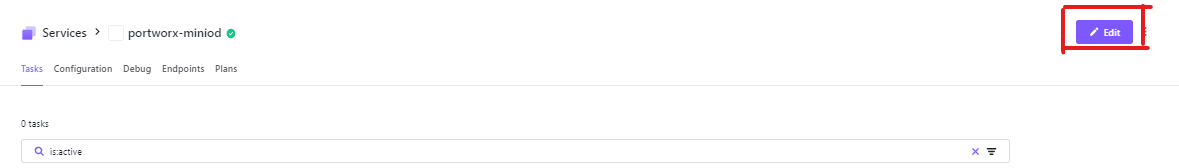 Services > portworx-miniod
Edit
Tasks Configuration Debug Endpoints Plans
0 tasks
is:active